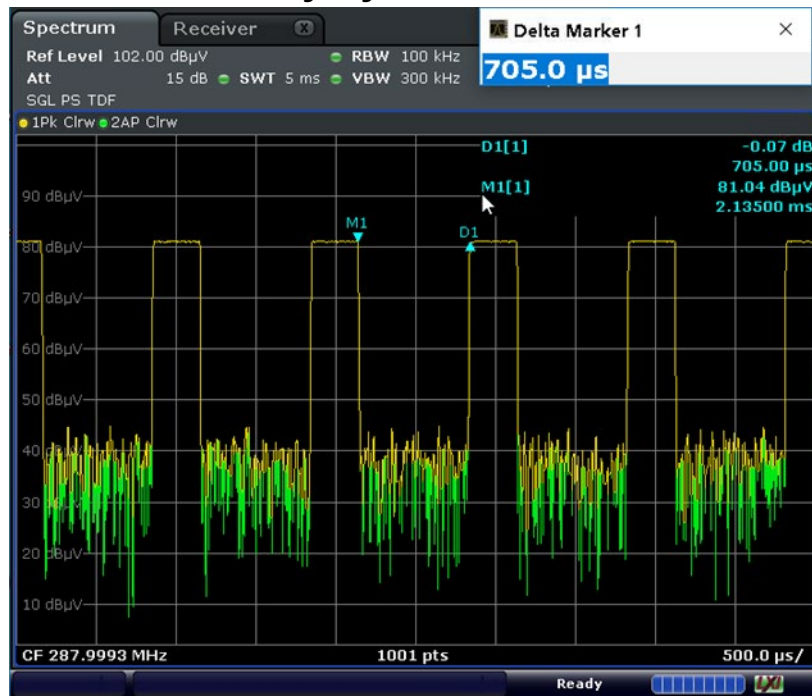 Spectrum
Receiver
Delta Marker 1
705.0 µs
Ref Level 102.00 dBµV
RBW 100 kHz
Att 15 dB SWT 5 ms VBW 300 kHz
SGL PS TDF
1Pk Clrw 2AP Clrw
D1[1] -0.07 dB
705.00 µs
M1[1] 81.04 dBµV
2.13500 ms
90 dBµV
M1
D1
80 dBµV
70 dBµV
60 dBµV
50 dBµV
40 dBµV
30 dBµV
20 dBµV
10 dBµV
CF 287.9993 MHz 1001 pts 500.0 µs/
Ready